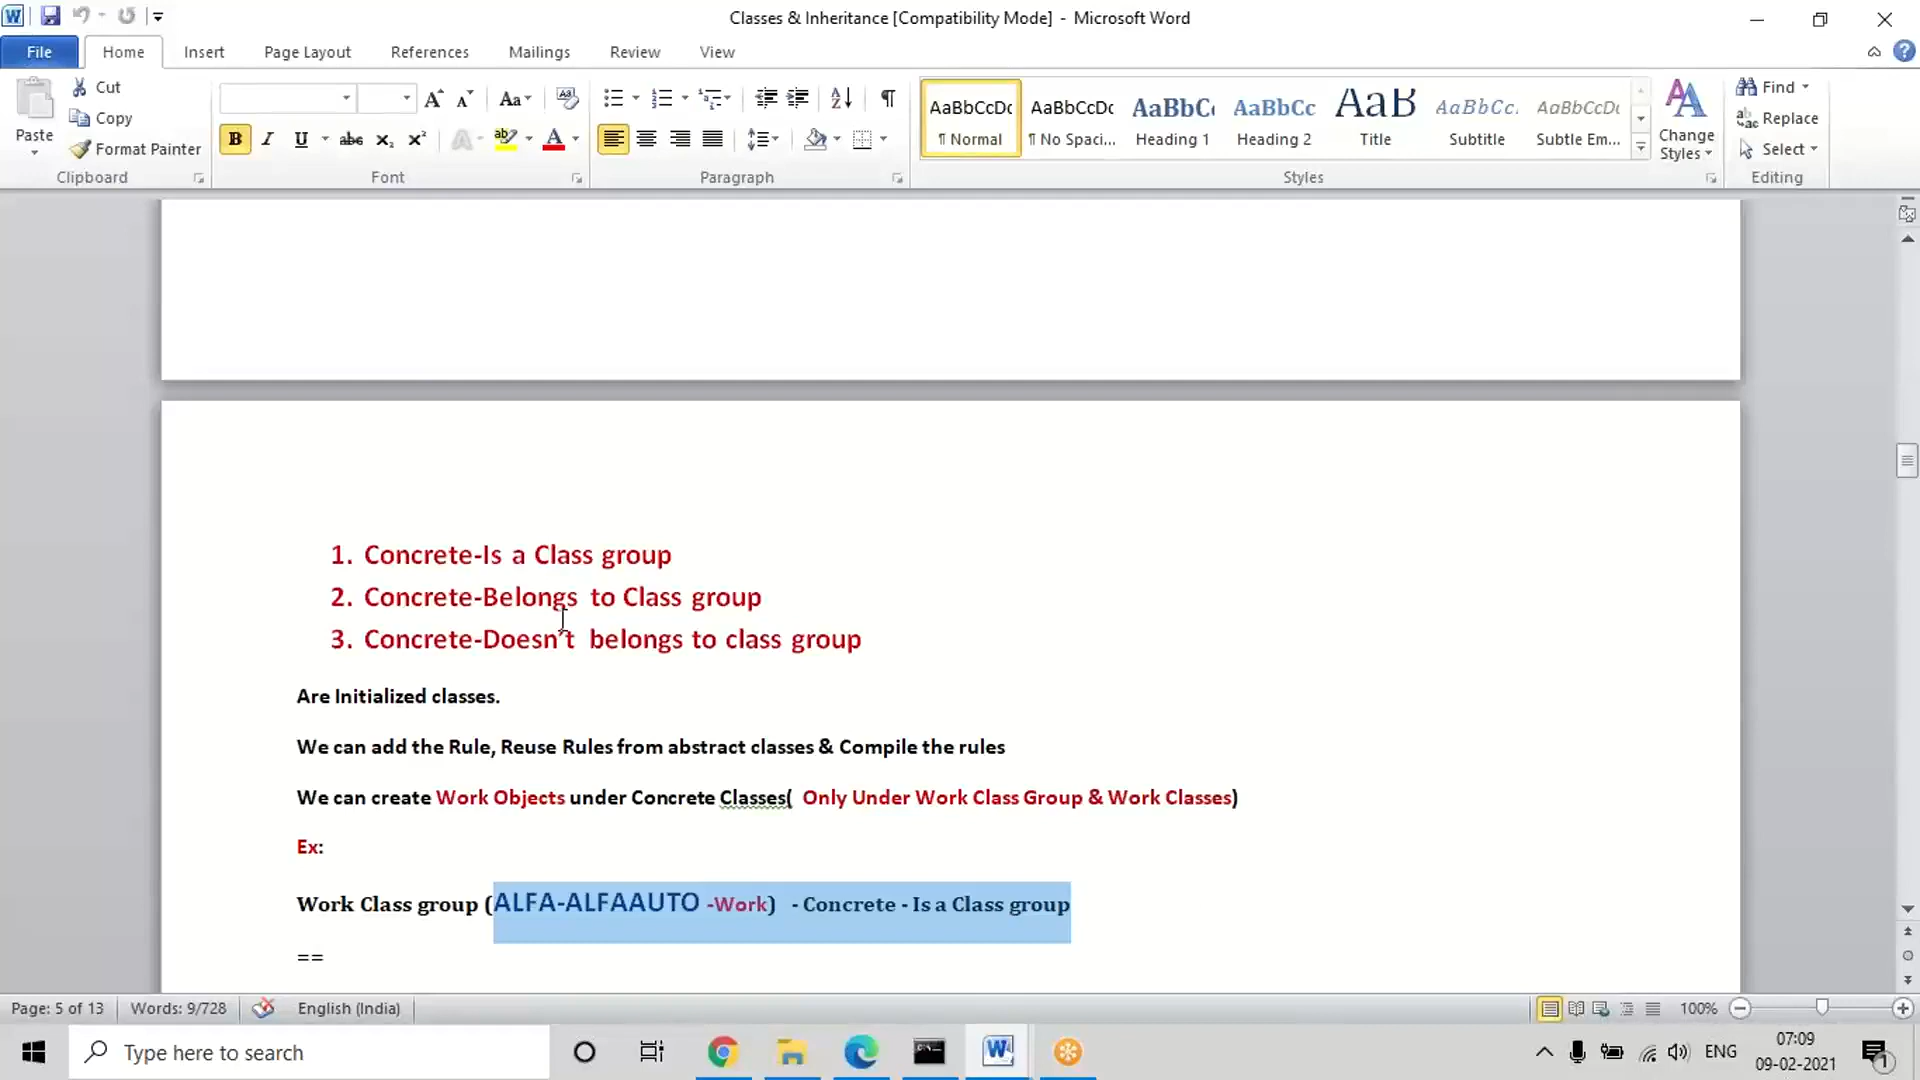 Classes & Inheritance [Compatibility Mode] - Microsoft Word
File Home Insert Page Layout References Mailings Review View
Paste
Cut
Copy
Format Painter
Clipboard
Font
Paragraph
AaBbCcDc AaBbCcDc AaBbC AaBbCc AaB AaBbCc. AaBbCcDc
¶ Normal ¶ No Spaci... Heading 1 Heading 2 Title Subtitle Subtle Em...
Change Styles
Styles
Find
Replace
Select
Editing
1. Concrete-Is a Class group
2. Concrete-Belongs to Class group
3. Concrete-Doesn't belongs to class group
Are Initialized classes.
We can add the Rule, Reuse Rules from abstract classes & Compile the rules
We can create Work Objects under Concrete Classes( Only Under Work Class Group & Work Classes)
Ex:
Work Class group (ALFA-ALFAAUTO -Work) - Concrete - Is a Class group
==
Page: 5 of 13 Words: 9/728 English (India) 100%
Type here to search
ENG
07:09
09-02-2021
1